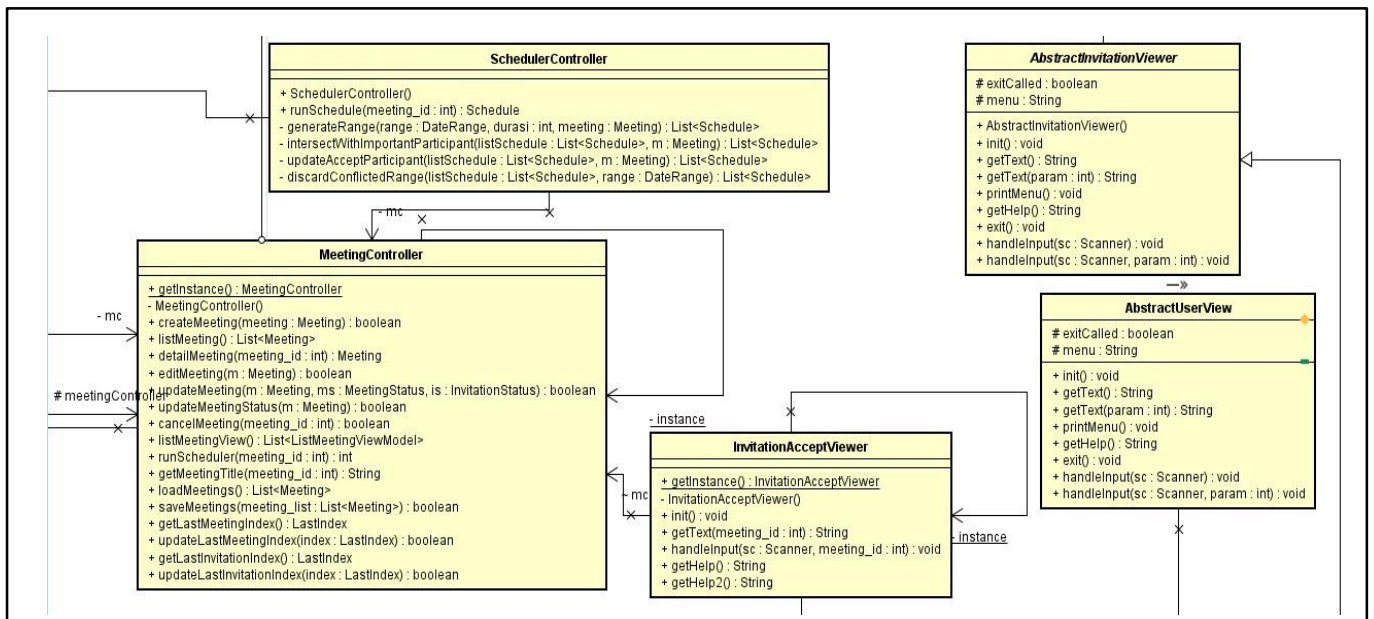 SchedulerController
+ SchedulerController()
+ runSchedule(meeting_id : int) : Schedule
- generateRange(range : DateRange, durasi : int, meeting : Meeting) : List<Schedule>
- intersectWithImportantParticipant(listSchedule : List<Schedule>, m : Meeting) : List<Schedule>
- updateAcceptParticipant(listSchedule : List<Schedule>, m : Meeting) : List<Schedule>
- discardConflictedRange(listSchedule : List<Schedule>, range : DateRange) : List<Schedule>
- mc
MeetingController
+ getInstance() : MeetingController
- MeetingController()
+ createMeeting(meeting : Meeting) : boolean
+ listMeeting() : List<Meeting>
+ detailMeeting(meeting_id : int) : Meeting
+ editMeeting(m : Meeting) : boolean
+ updateMeeting(m : Meeting, ms : MeetingStatus, is : InvitationStatus) : boolean
+ updateMeetingStatus(m : Meeting) : boolean
+ cancelMeeting(meeting_id : int) : boolean
+ listMeetingView() : List<ListMeetingViewModel>
+ runScheduler(meeting_id : int) : int
+ getMeetingTitle(meeting_id : int) : String
+ loadMeetings() : List<Meeting>
+ saveMeetings(meeting_list : List<Meeting>) : boolean
+ getLastMeetingIndex() : LastIndex
+ updateLastMeetingIndex(index : LastIndex) : boolean
+ getLastInvitationIndex() : LastIndex
+ updateLastInvitationIndex(index : LastIndex) : boolean
- mc
# meetingController
- instance
~ mc
InvitationAcceptViewer
+ getInstance() : InvitationAcceptViewer
- InvitationAcceptViewer()
+ init() : void
+ getText(meeting_id : int) : String
+ handleInput(sc : Scanner, meeting_id : int) : void
+ getHelp() : String
+ getHelp2() : String
- instance
AbstractInvitationViewer
# exitCalled : boolean
# menu : String
+ AbstractInvitationViewer()
+ init() : void
+ getText() : String
+ getText(param : int) : String
+ printMenu() : void
+ getHelp() : String
+ exit() : void
+ handleInput(sc : Scanner) : void
+ handleInput(sc : Scanner, param : int) : void
AbstractUserView
# exitCalled : boolean
# menu : String
+ init() : void
+ getText() : String
+ getText(param : int) : String
+ printMenu() : void
+ getHelp() : String
+ exit() : void
+ handleInput(sc : Scanner) : void
+ handleInput(sc : Scanner, param : int) : void